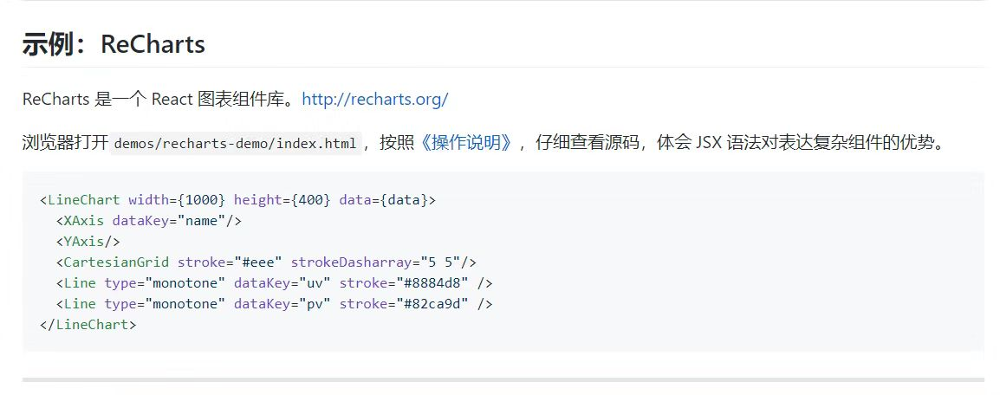 示例：ReCharts
ReCharts 是一个 React 图表组件库。http://recharts.org/
浏览器打开 demos/recharts-demo/index.html，按照《操作说明》，仔细查看源码，体会 JSX 语法对表达复杂组件的优势。
<LineChart width={1000} height={400} data={data}>
  <XAxis dataKey="name"/>
  <YAxis/>
  <CartesianGrid stroke="#eee" strokeDasharray="5 5"/>
  <Line type="monotone" dataKey="uv" stroke="#8884d8" />
  <Line type="monotone" dataKey="pv" stroke="#82ca9d" />
</LineChart>